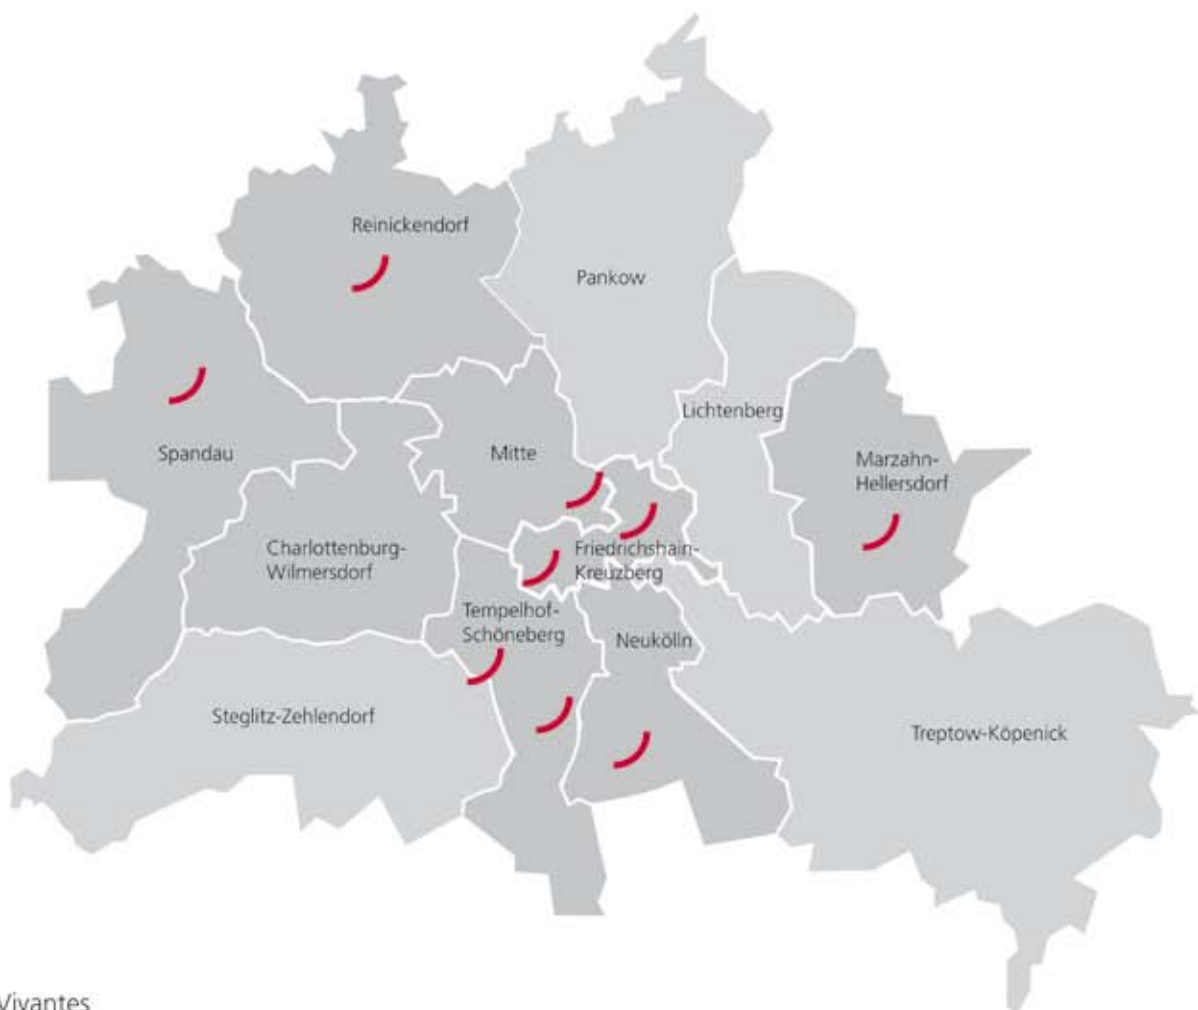 Reinickendorf
Pankow
Lichtenberg
Spandau
Mitte
Marzahn-
Hellersdorf
Charlottenburg-
Wilmersdorf
Friedrichshain-
Kreuzberg
Tempelhof-
Schöneberg
Neukölln
Steglitz-Zehlendorf
Treptow-Köpenick
Vivantes